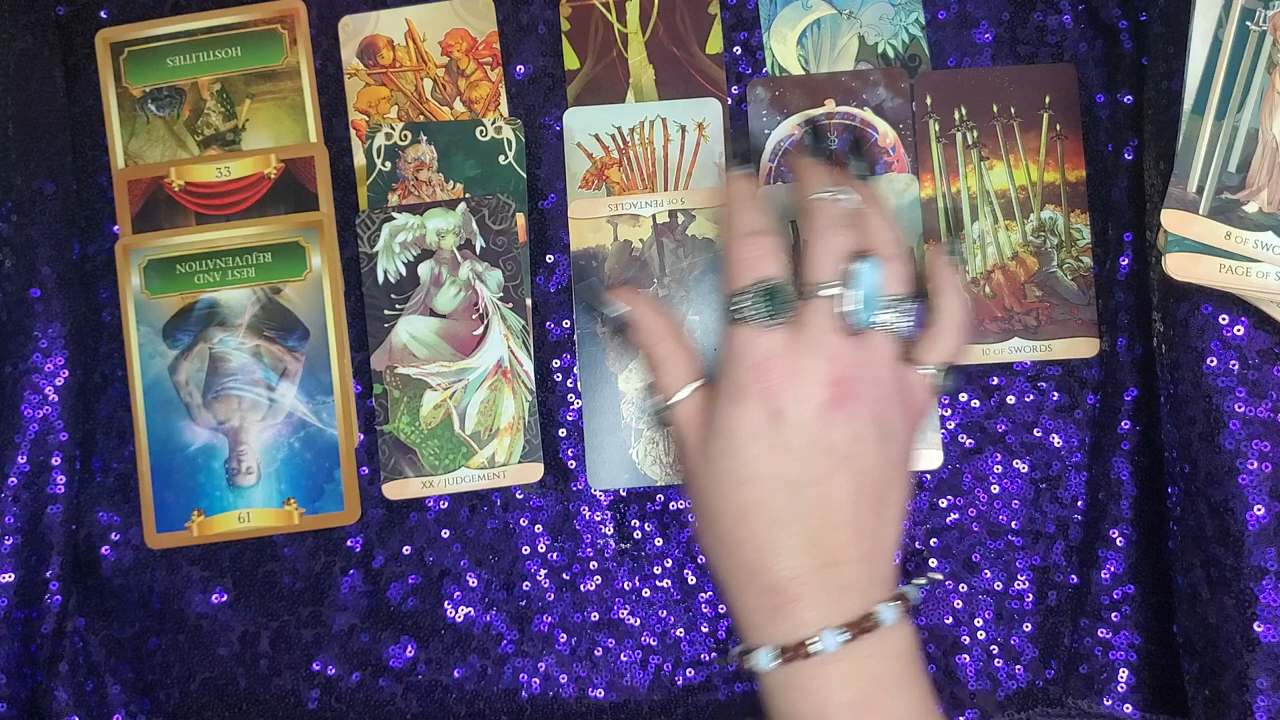 HOSTILITIES
33
REST AND
REJUVENATION
61
XX / JUDGEMENT
5 OF PENTACLES
10 OF SWORDS
8 OF SWO
PAGE OF S